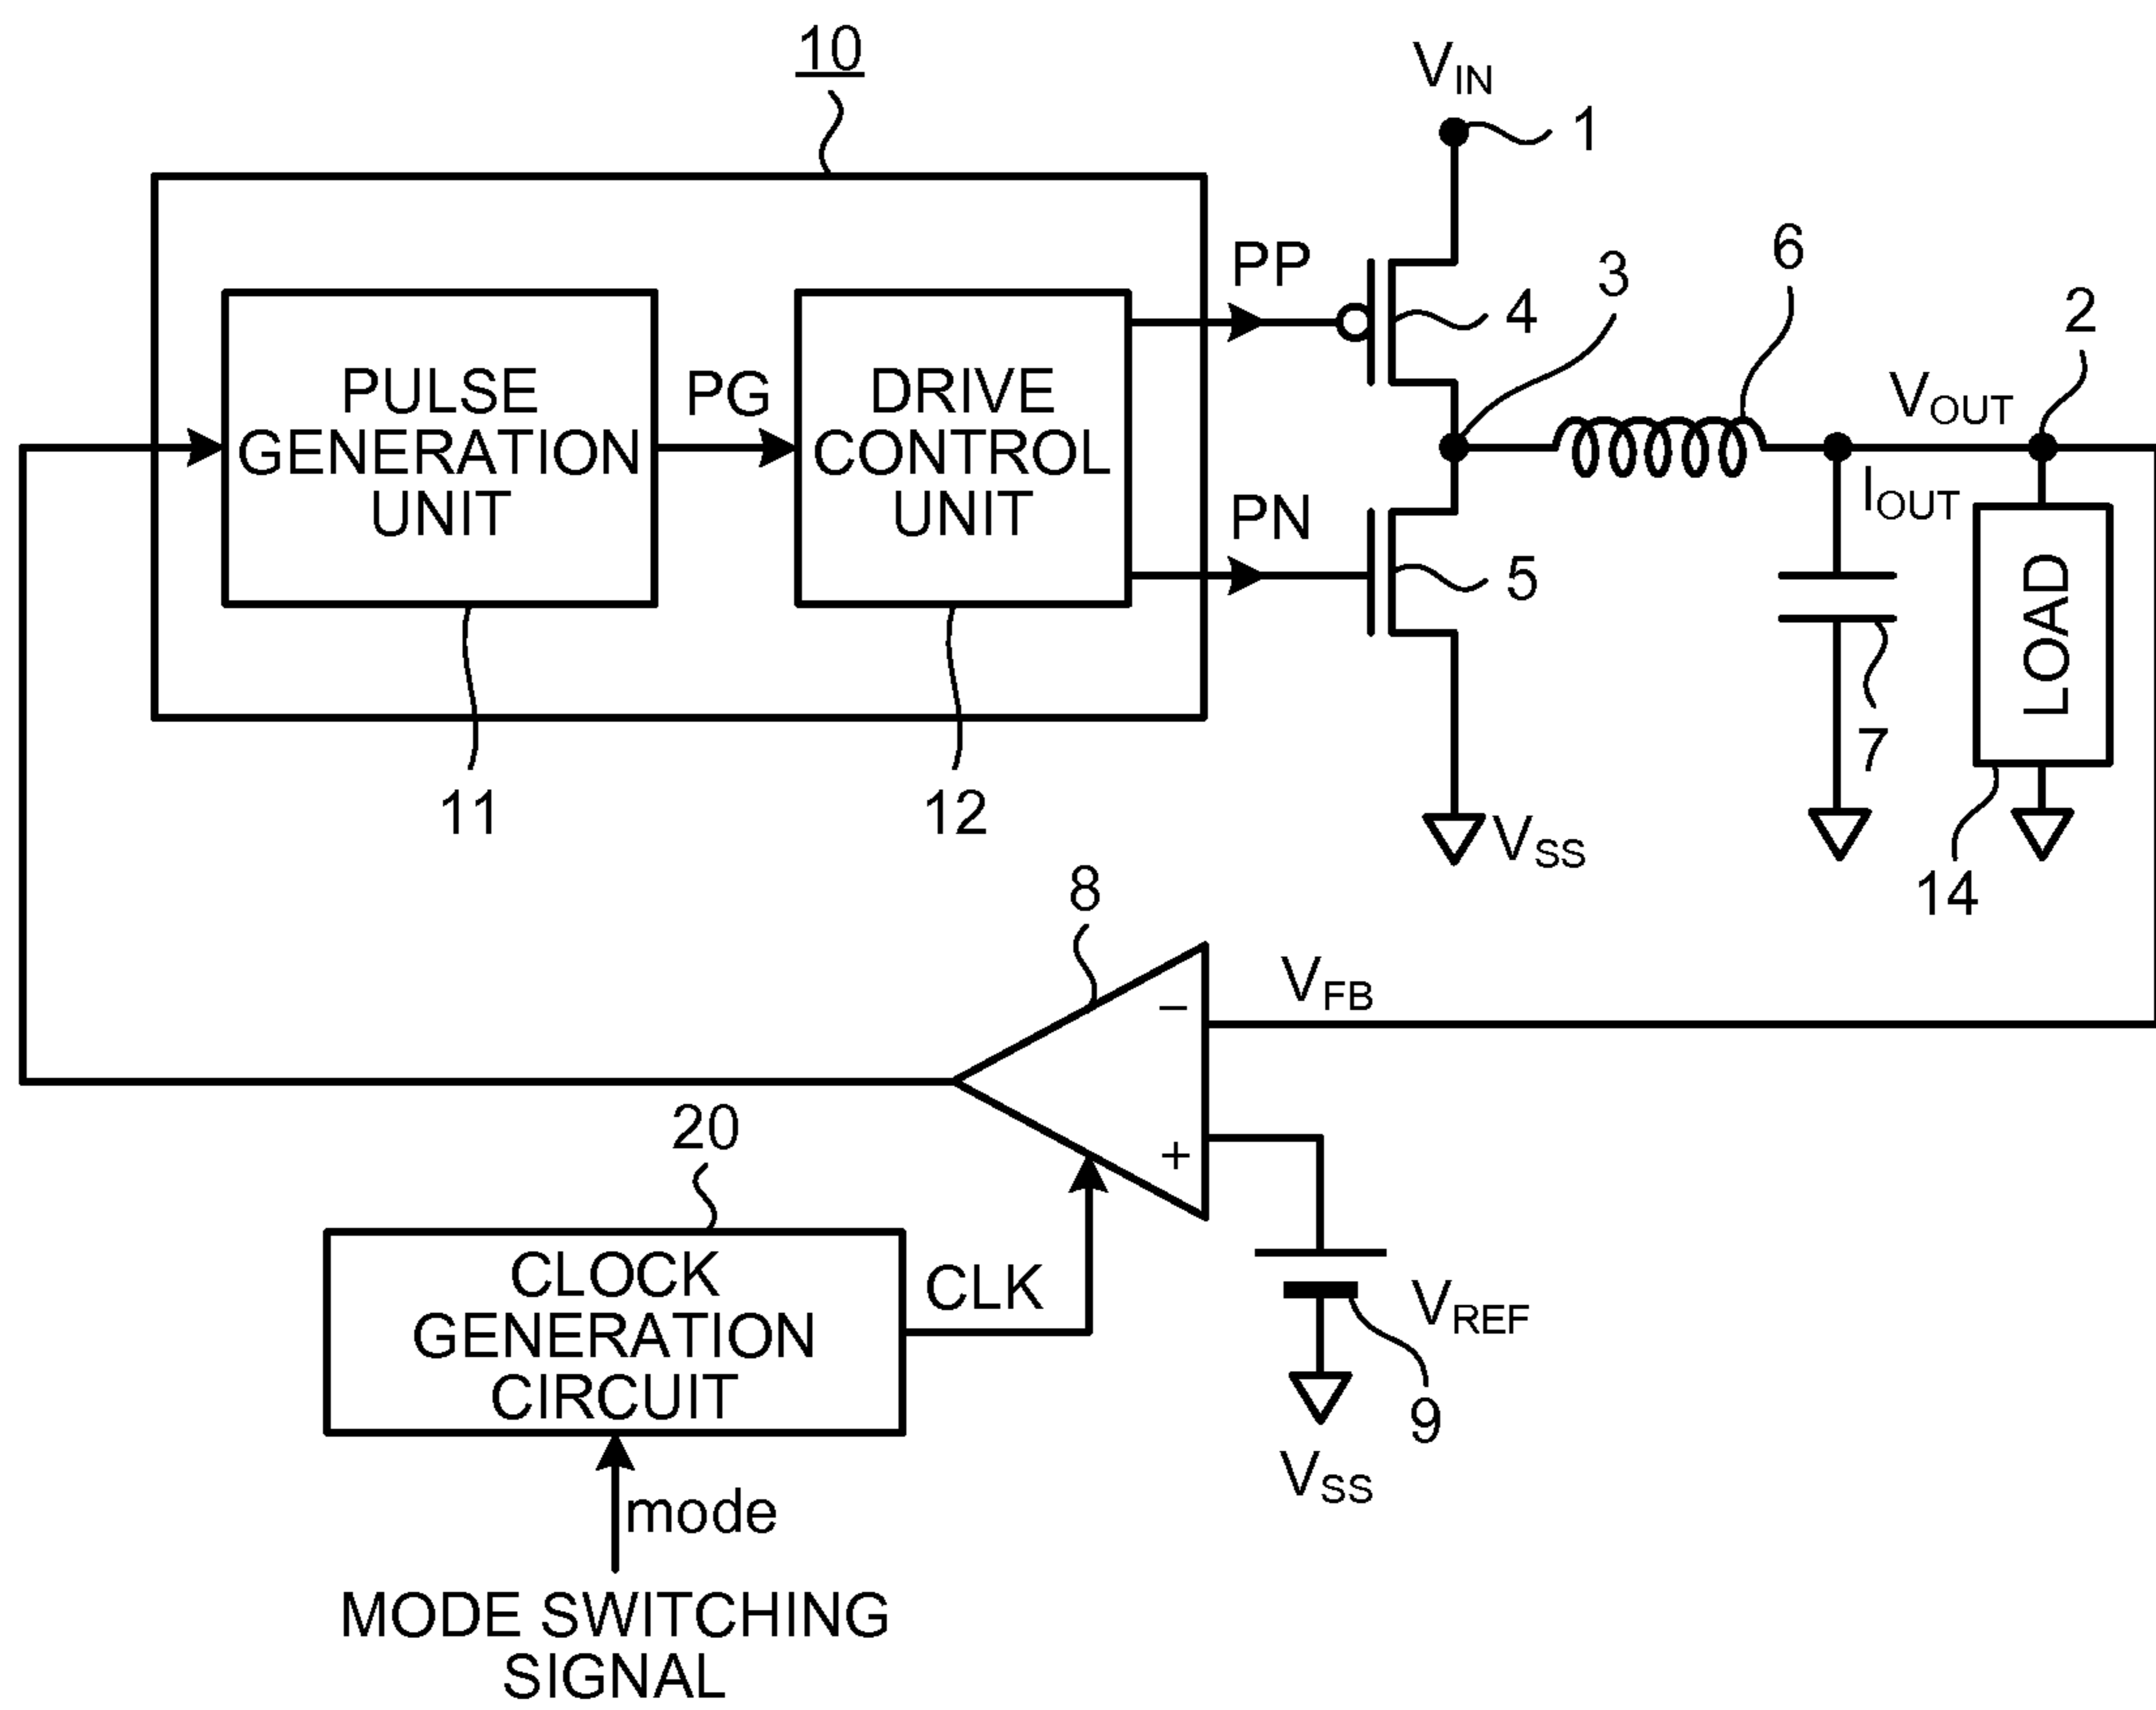 10
VIN
1
PP
4
3
6
2
PULSE
GENERATION
UNIT
PG
DRIVE
CONTROL
UNIT
VOUT
IOUT
PN
5
LOAD
7
11
12
VSS
14
8
−
VFB
+
20
CLOCK
GENERATION
CIRCUIT
CLK
VREF
9
VSS
mode
MODE SWITCHING
SIGNAL